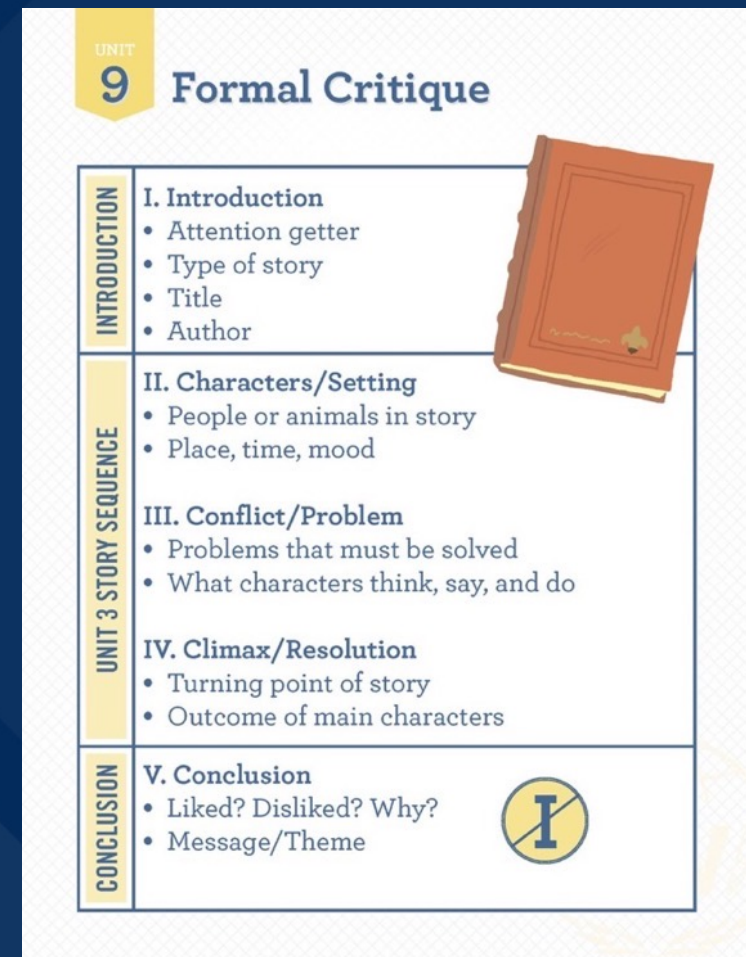 UNIT
9
Formal Critique
INTRODUCTION
I. Introduction
• Attention getter
• Type of story
• Title
• Author
UNIT 3 STORY SEQUENCE
II. Characters/Setting
• People or animals in story
• Place, time, mood
III. Conflict/Problem
• Problems that must be solved
• What characters think, say, and do
IV. Climax/Resolution
• Turning point of story
• Outcome of main characters
CONCLUSION
V. Conclusion
• Liked? Disliked? Why?
• Message/Theme
I